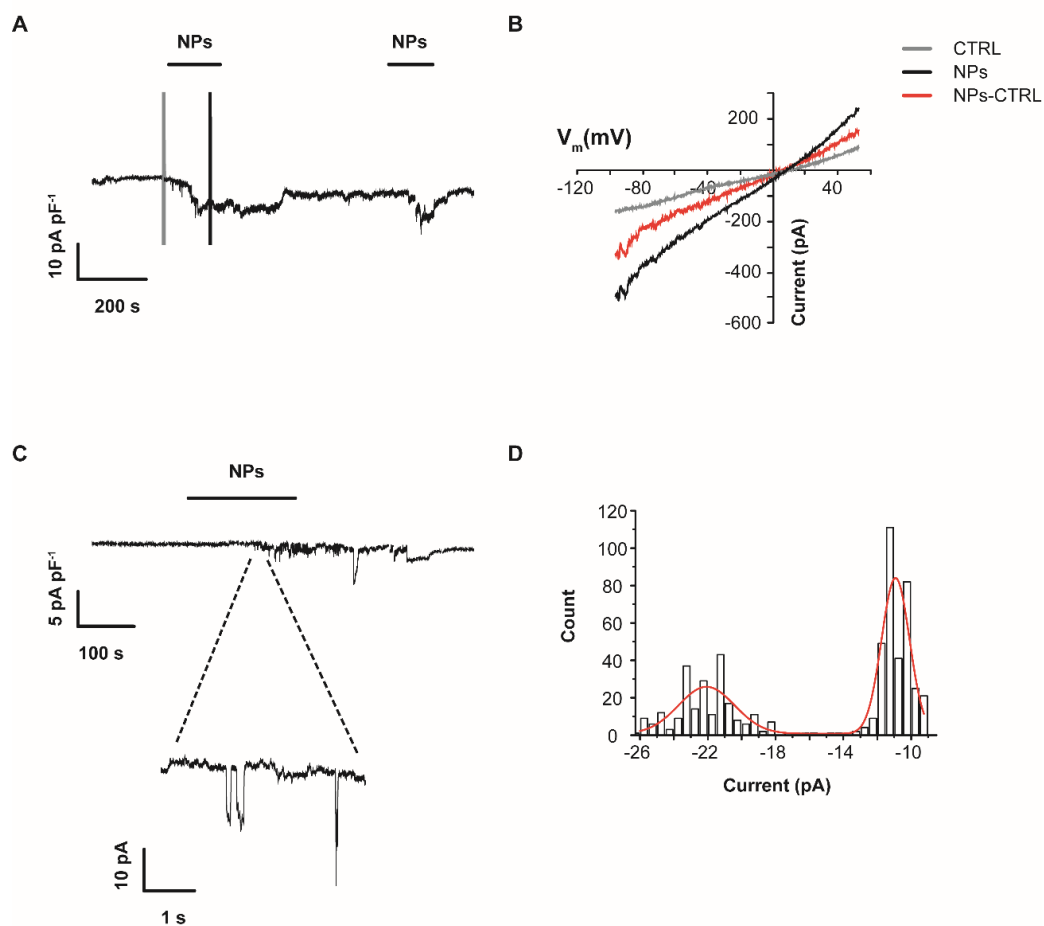 A
NPs
NPs
10 pA pF⁻¹
200 s
B
CTRL
NPs
NPs-CTRL
Vₘ(mV)
200
-120
-80
-40
40
-200
-400
-600
Current (pA)
C
NPs
5 pA pF⁻¹
100 s
10 pA
1 s
D
120
100
80
60
40
20
0
Count
-26
-22
-18
-14
-10
Current (pA)